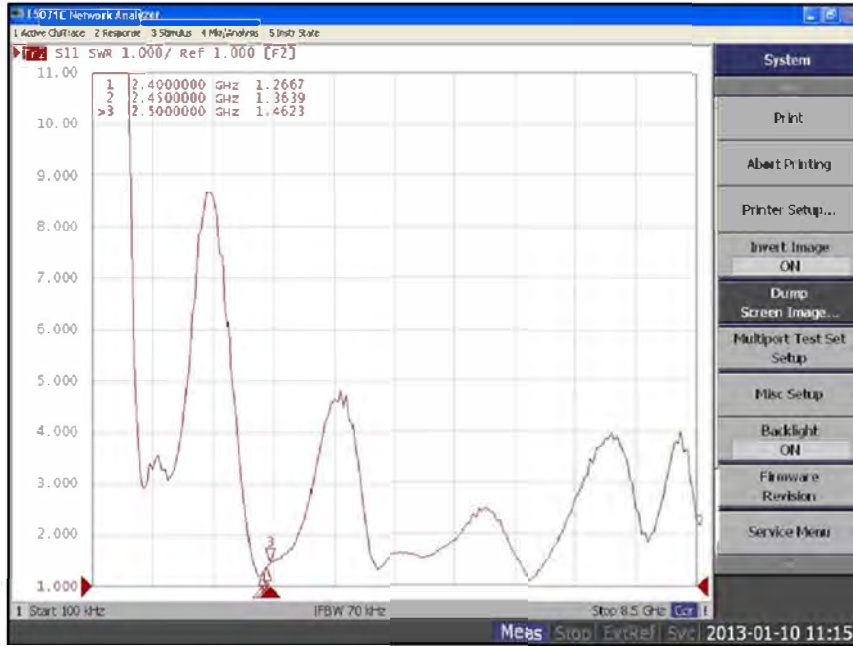 E5071C Network Analyzer
1 Active Ch/Trace 2 Response 3 Stimulus 4 Mkr/Analysis 5 Instr State
Tr2 S11 SWR 1.000/ Ref 1.000 [F2]
11.00
1 2.4000000 GHz 1.2667
2 2.4500000 GHz 1.3639
>3 2.5000000 GHz 1.4623
10.00
9.000
8.000
7.000
6.000
5.000
4.000
3.000
2.000
1.000
3
1 Start 100 kHz IFBW 70 kHz Stop 8.5 GHz Cor !
System
Print
Abort Printing
Printer Setup...
Invert Image
ON
Dump
Screen Image...
Multiport Test Set
Setup
Misc Setup
Backlight
ON
Firmware
Revision
Service Menu
Meas Stop ExtRef Svc 2013-01-10 11:15